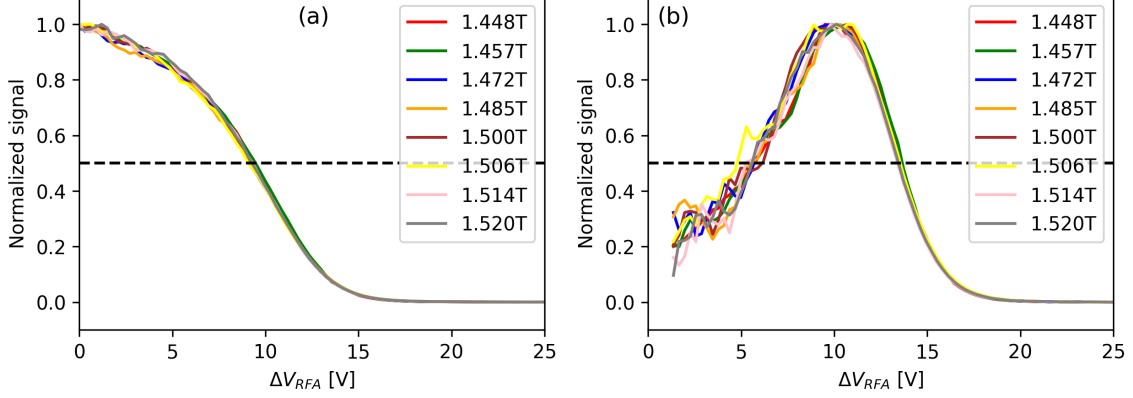 (a)
Normalized signal
1.0
0.8
0.6
0.4
0.2
0.0
1.448T
1.457T
1.472T
1.485T
1.500T
1.506T
1.514T
1.520T
0 5 10 15 20 25
ΔV_RFA [V]
(b)
Normalized signal
1.0
0.8
0.6
0.4
0.2
0.0
1.448T
1.457T
1.472T
1.485T
1.500T
1.506T
1.514T
1.520T
0 5 10 15 20 25
ΔV_RFA [V]